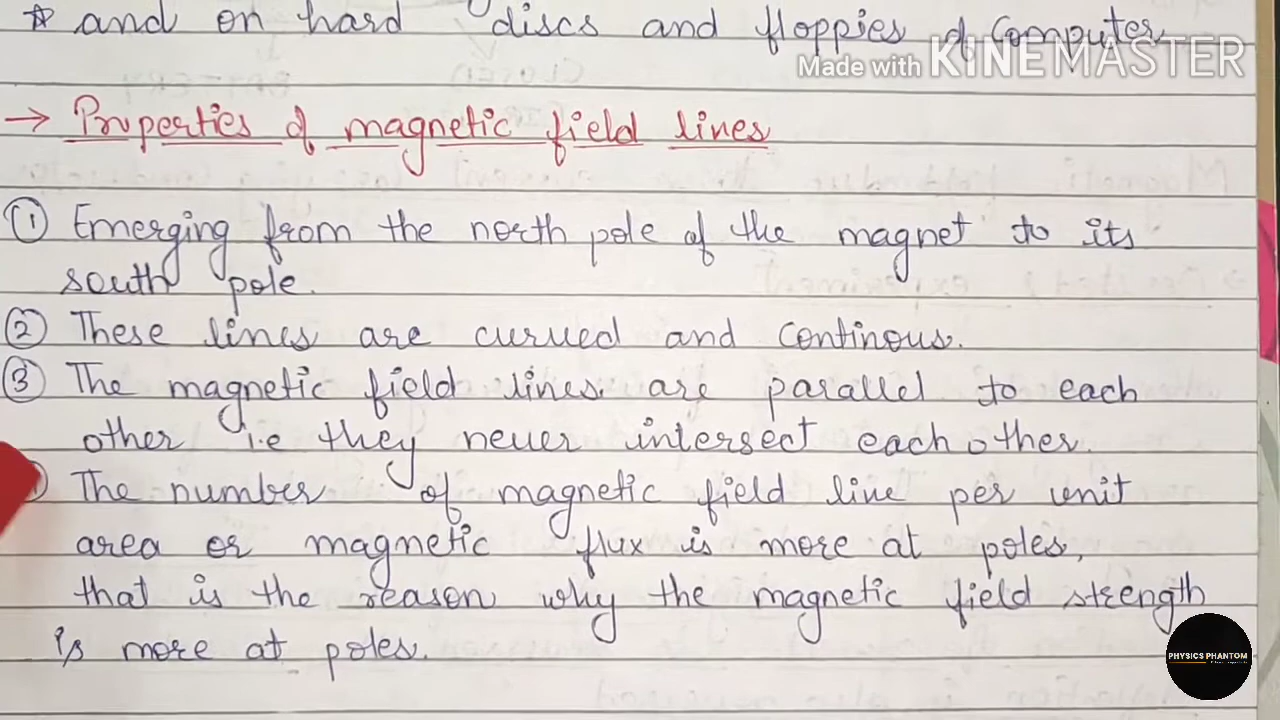 ☆ and on hard discs and floppies of Computer
Made with KINEMASTER
→ Properties of magnetic field lines
① Emerging from the north pole of the magnet to its
south pole.
② These lines are curved and continous.
③ The magnetic field lines are parallel to each
other i.e they never intersect each other.
The number of magnetic field line per unit
area or magnetic flux is more at poles,
that is the reason why the magnetic field strength
is more at poles.
PHYSICS PHANTOM